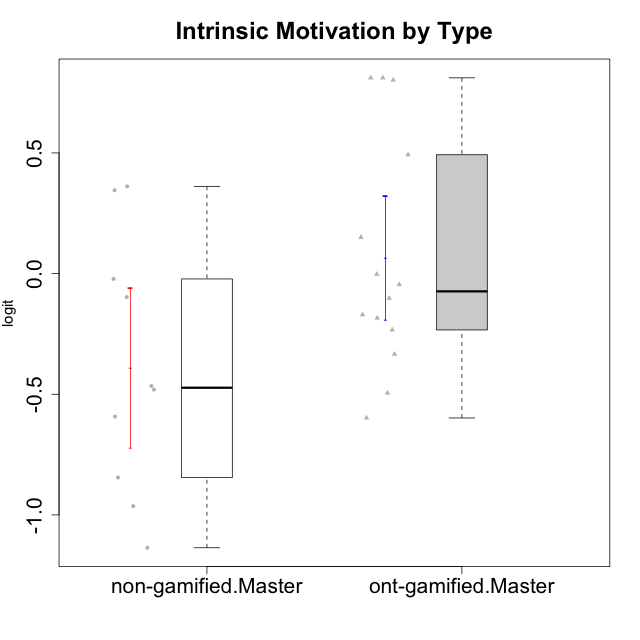 Intrinsic Motivation by Type
logit
0.5
0.0
-0.5
-1.0
non-gamified.Master
ont-gamified.Master